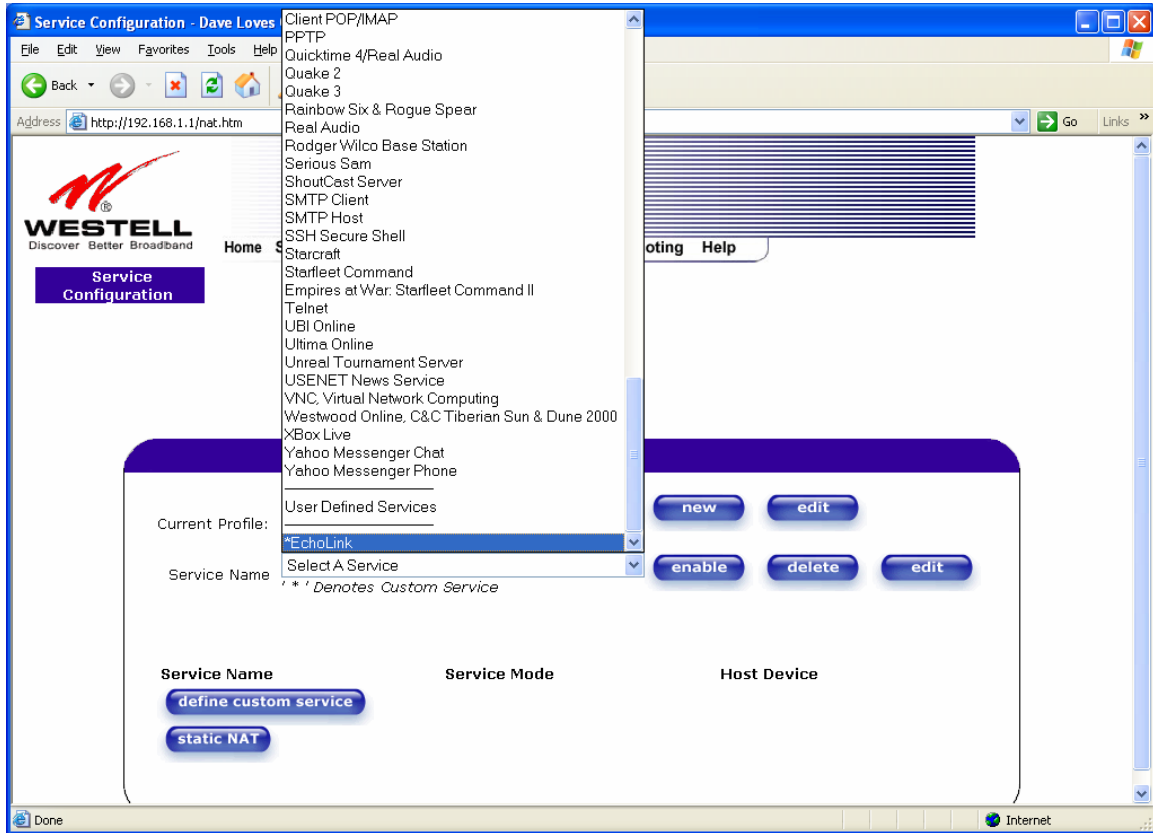 Service Configuration - Dave Loves
File Edit View Favorites Tools Help
Back
Address http://192.168.1.1/nat.htm Go Links »
WESTELL ®
Discover Better Broadband
Home S oting Help
Service
Configuration
Client POP/IMAP
PPTP
Quicktime 4/Real Audio
Quake 2
Quake 3
Rainbow Six & Rogue Spear
Real Audio
Rodger Wilco Base Station
Serious Sam
ShoutCast Server
SMTP Client
SMTP Host
SSH Secure Shell
Starcraft
Starfleet Command
Empires at War: Starfleet Command II
Telnet
UBI Online
Ultima Online
Unreal Tournament Server
USENET News Service
VNC, Virtual Network Computing
Westwood Online, C&C Tiberian Sun & Dune 2000
XBox Live
Yahoo Messenger Chat
Yahoo Messenger Phone
User Defined Services
*EchoLink
Current Profile: new edit
Service Name Select A Service enable delete edit
' * ' Denotes Custom Service
Service Name Service Mode Host Device
define custom service
static NAT
Done Internet